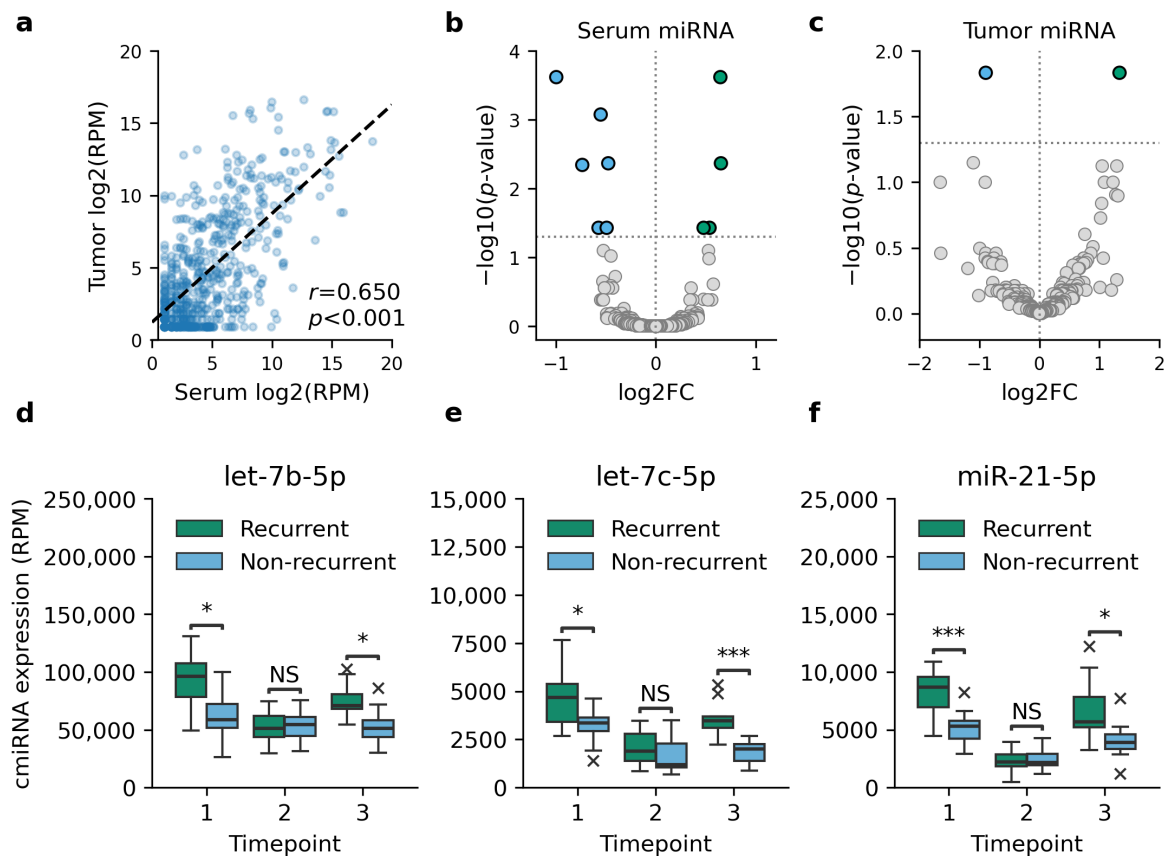 a
20
15
10
5
0
0
5
10
15
20
Tumor log2(RPM)
Serum log2(RPM)
r=0.650
p<0.001
b
Serum miRNA
4
3
2
1
0
−1
0
1
−log10(p-value)
log2FC
c
Tumor miRNA
2.0
1.5
1.0
0.5
0.0
−2
−1
0
1
2
−log10(p-value)
log2FC
d
let-7b-5p
250,000
200,000
150,000
100,000
50,000
0
cmiRNA expression (RPM)
Recurrent
Non-recurrent
*
NS
*
1
2
3
Timepoint
e
let-7c-5p
15,000
12,500
10,000
7500
5000
2500
0
Recurrent
Non-recurrent
*
NS
***
1
2
3
Timepoint
f
miR-21-5p
25,000
20,000
15,000
10,000
5000
0
Recurrent
Non-recurrent
***
NS
*
1
2
3
Timepoint